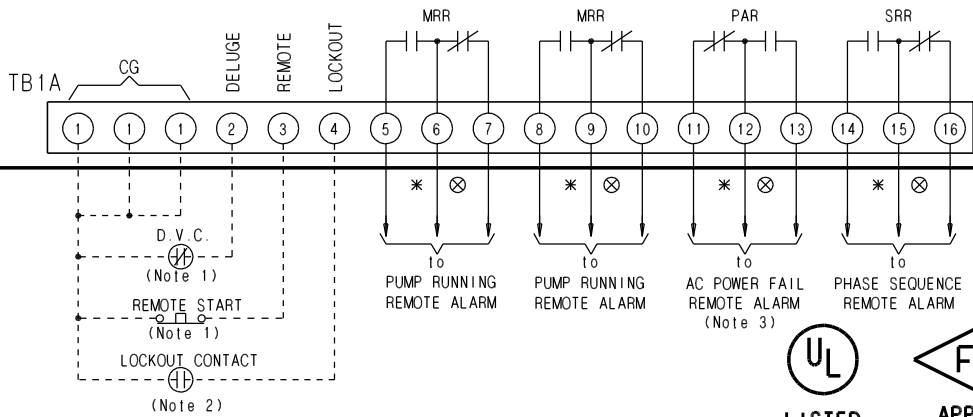 MRR MRR PAR SRR
TB1A CG DELUGE REMOTE LOCKOUT
1 1 1 2 3 4 5 6 7 8 9 10 11 12 13 14 15 16
* * * *
D.V.C.
(Note 1)
REMOTE START
(Note 1)
LOCKOUT CONTACT
(Note 2)
to
PUMP RUNNING
REMOTE ALARM
to
PUMP RUNNING
REMOTE ALARM
to
AC POWER FAIL
REMOTE ALARM
(Note 3)
to
PHASE SEQUENCE
REMOTE ALARM
UL
LISTED
F
APP